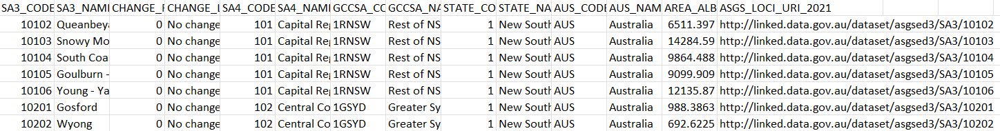 SA3_CODE SA3_NAMI CHANGE_F CHANGE_L SA4_CODE SA4_NAMI GCCSA_CO GCCSA_NA STATE_CO STATE_NA AUS_CODE AUS_NAM AREA_ALB ASGS_LOCI_URI_2021
10102 Queanbeya 0 No change 101 Capital Reg 1RNSW Rest of NS 1 New South AUS Australia 6511.397 http://linked.data.gov.au/dataset/asgsed3/SA3/10102
10103 Snowy Mo 0 No change 101 Capital Reg 1RNSW Rest of NS 1 New South AUS Australia 14284.59 http://linked.data.gov.au/dataset/asgsed3/SA3/10103
10104 South Coa 0 No change 101 Capital Reg 1RNSW Rest of NS 1 New South AUS Australia 9864.488 http://linked.data.gov.au/dataset/asgsed3/SA3/10104
10105 Goulburn - 0 No change 101 Capital Reg 1RNSW Rest of NS 1 New South AUS Australia 9099.909 http://linked.data.gov.au/dataset/asgsed3/SA3/10105
10106 Young - Ya 0 No change 101 Capital Reg 1RNSW Rest of NS 1 New South AUS Australia 12135.87 http://linked.data.gov.au/dataset/asgsed3/SA3/10106
10201 Gosford 0 No change 102 Central Co 1GSYD Greater Sy 1 New South AUS Australia 988.3863 http://linked.data.gov.au/dataset/asgsed3/SA3/10201
10202 Wyong 0 No change 102 Central Co 1GSYD Greater Sy 1 New South AUS Australia 692.6225 http://linked.data.gov.au/dataset/asgsed3/SA3/10202